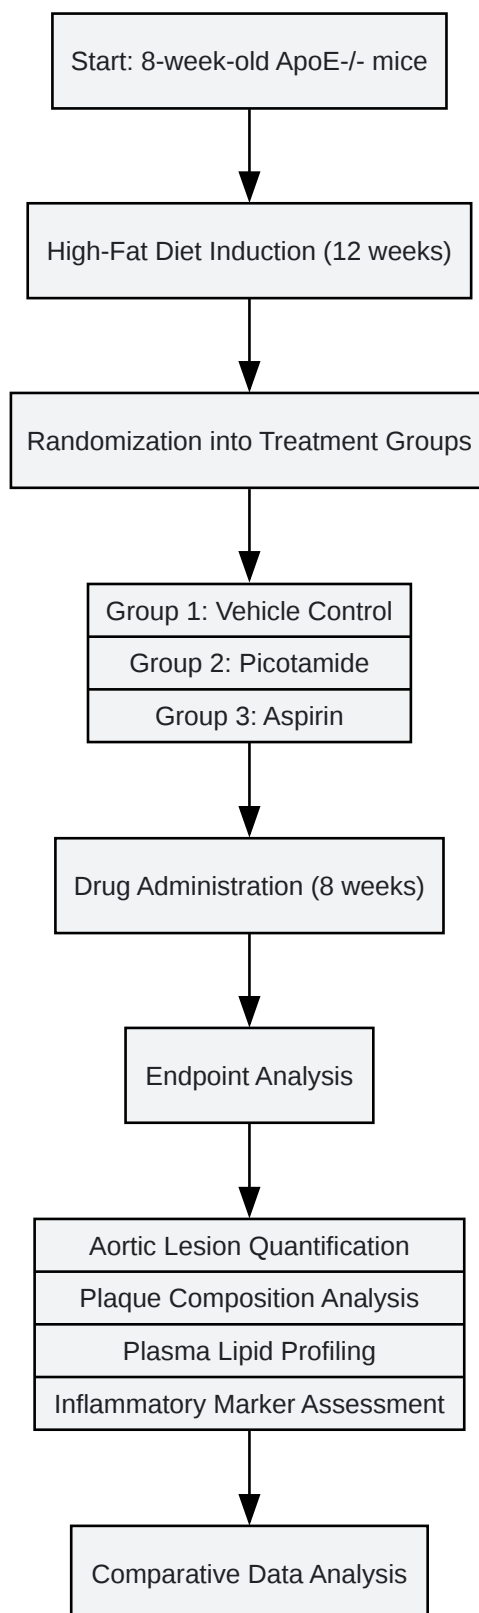 Start: 8-week-old ApoE-/- mice
High-Fat Diet Induction (12 weeks)
Randomization into Treatment Groups
Group 1: Vehicle Control
Group 2: Picotamide
Group 3: Aspirin
Drug Administration (8 weeks)
Endpoint Analysis
Aortic Lesion Quantification
Plaque Composition Analysis
Plasma Lipid Profiling
Inflammatory Marker Assessment
Comparative Data Analysis